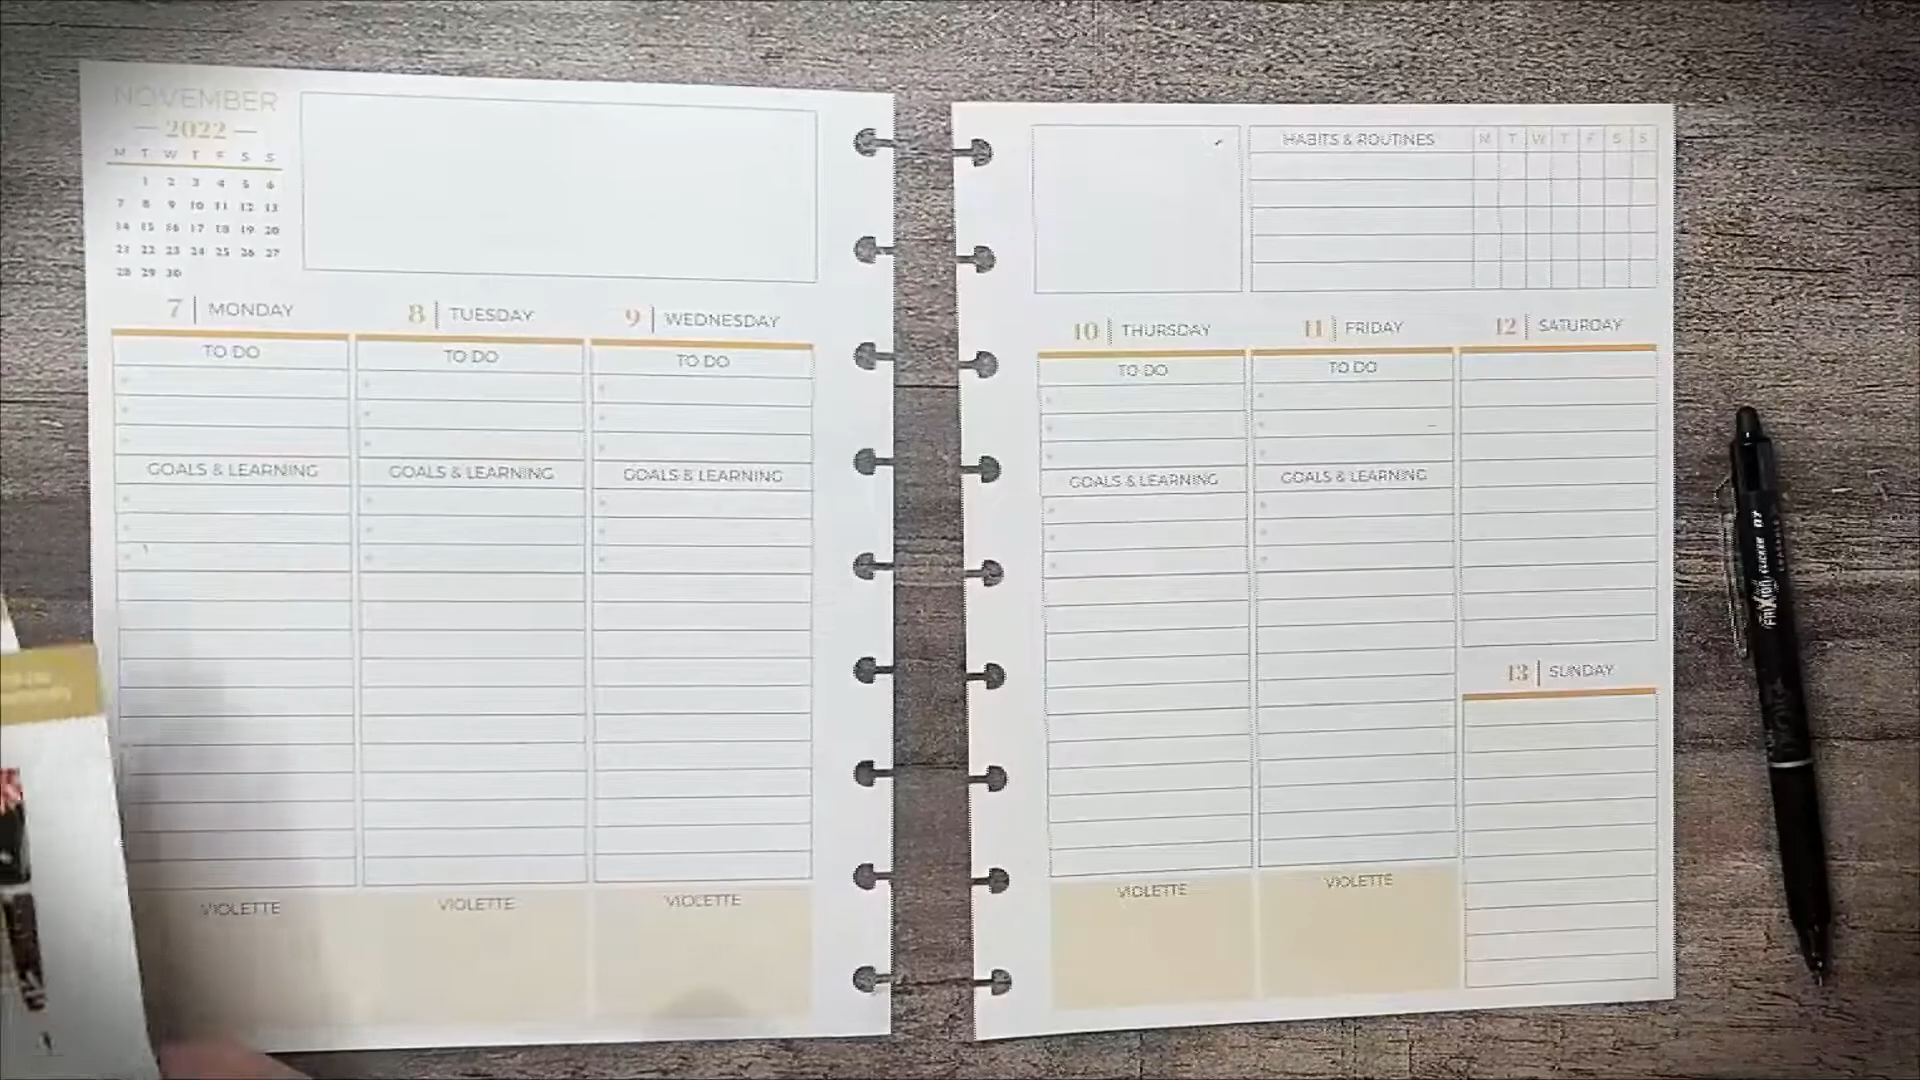 NOVEMBER
— 2022 —
M T W T F S S
1 2 3 4 5 6
7 8 9 10 11 12 13
14 15 16 17 18 19 20
21 22 23 24 25 26 27
28 29 30
7 | MONDAY
8 | TUESDAY
9 | WEDNESDAY
TO DO
TO DO
TO DO
GOALS & LEARNING
GOALS & LEARNING
GOALS & LEARNING
VIOLETTE
VIOLETTE
VIOLETTE
HABITS & ROUTINES M T W T F S S
10 | THURSDAY
11 | FRIDAY
12 | SATURDAY
TO DO
TO DO
GOALS & LEARNING
GOALS & LEARNING
13 | SUNDAY
VIOLETTE
VIOLETTE
FRIXION CLICKER 07